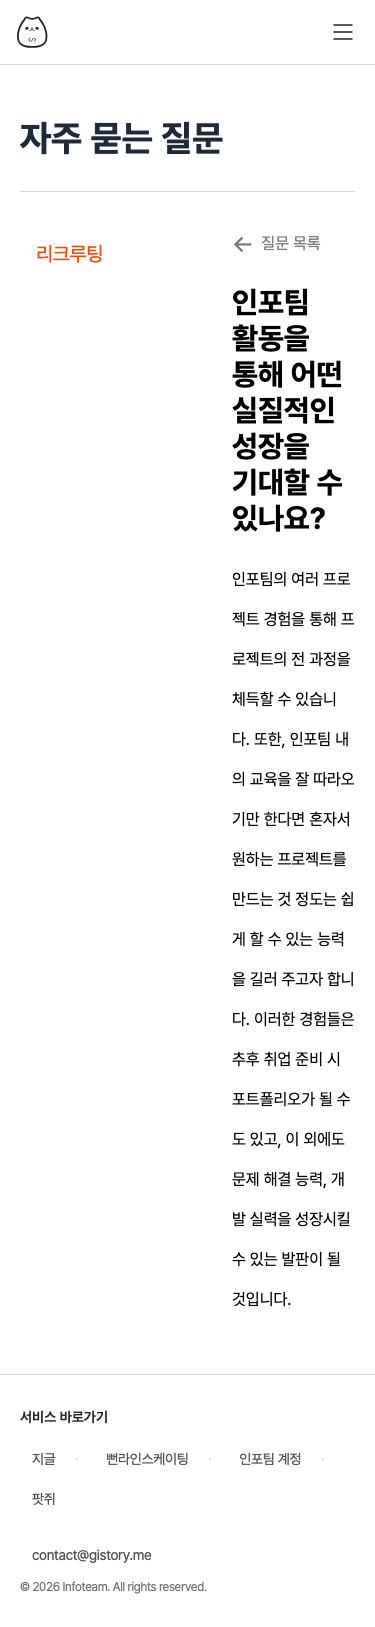 자주 묻는 질문
리크루팅
질문 목록
인포팀
활동을
통해 어떤
실질적인
성장을
기대할 수
있나요?
인포팀의 여러 프로
젝트 경험을 통해 프
로젝트의 전 과정을
체득할 수 있습니
다. 또한, 인포팀 내
의 교육을 잘 따라오
기만 한다면 혼자서
원하는 프로젝트를
만드는 것 정도는 쉽
게 할 수 있는 능력
을 길러 주고자 합니
다. 이러한 경험들은
추후 취업 준비 시
포트폴리오가 될 수
도 있고, 이 외에도
문제 해결 능력, 개
발 실력을 성장시킬
수 있는 발판이 될
것입니다.
서비스 바로가기
지글 · 뻔라인스케이팅 · 인포팀 계정 ·
팟쥐
contact@gistory.me
© 2026 Infoteam. All rights reserved.